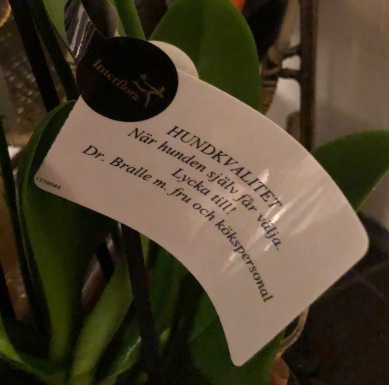 Interflora
HUNDKVALITET
När hunden själv får välja.
Lycka till!
Dr. Bralle m. fru och kökspersonal